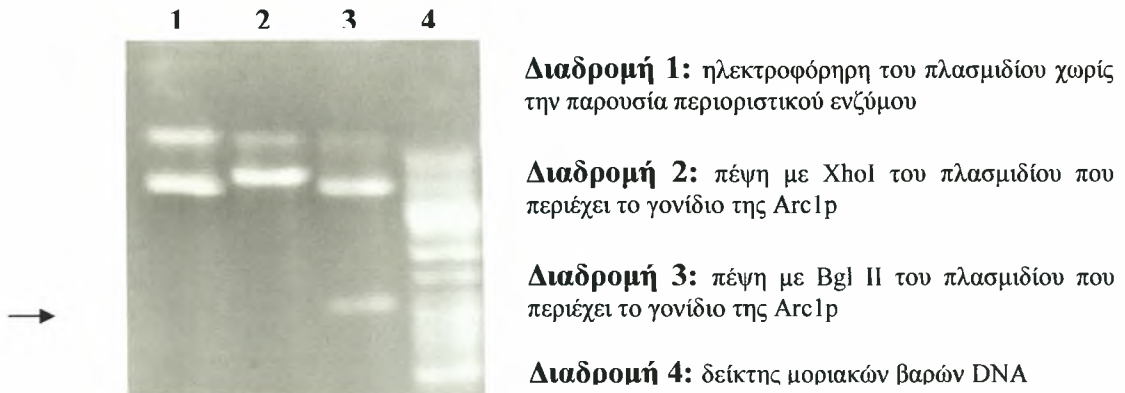 1 2 3 4
Διαδρομή 1: ηλεκτροφόρηρη του πλασμιδίου χωρίς
την παρουσία περιοριστικού ενζύμου
Διαδρομή 2: πέψη με XhoI του πλασμιδίου που
περιέχει το γονίδιο της Arc1p
Διαδρομή 3: πέψη με Bgl II του πλασμιδίου που
περιέχει το γονίδιο της Arc1p
Διαδρομή 4: δείκτης μοριακών βαρών DNA